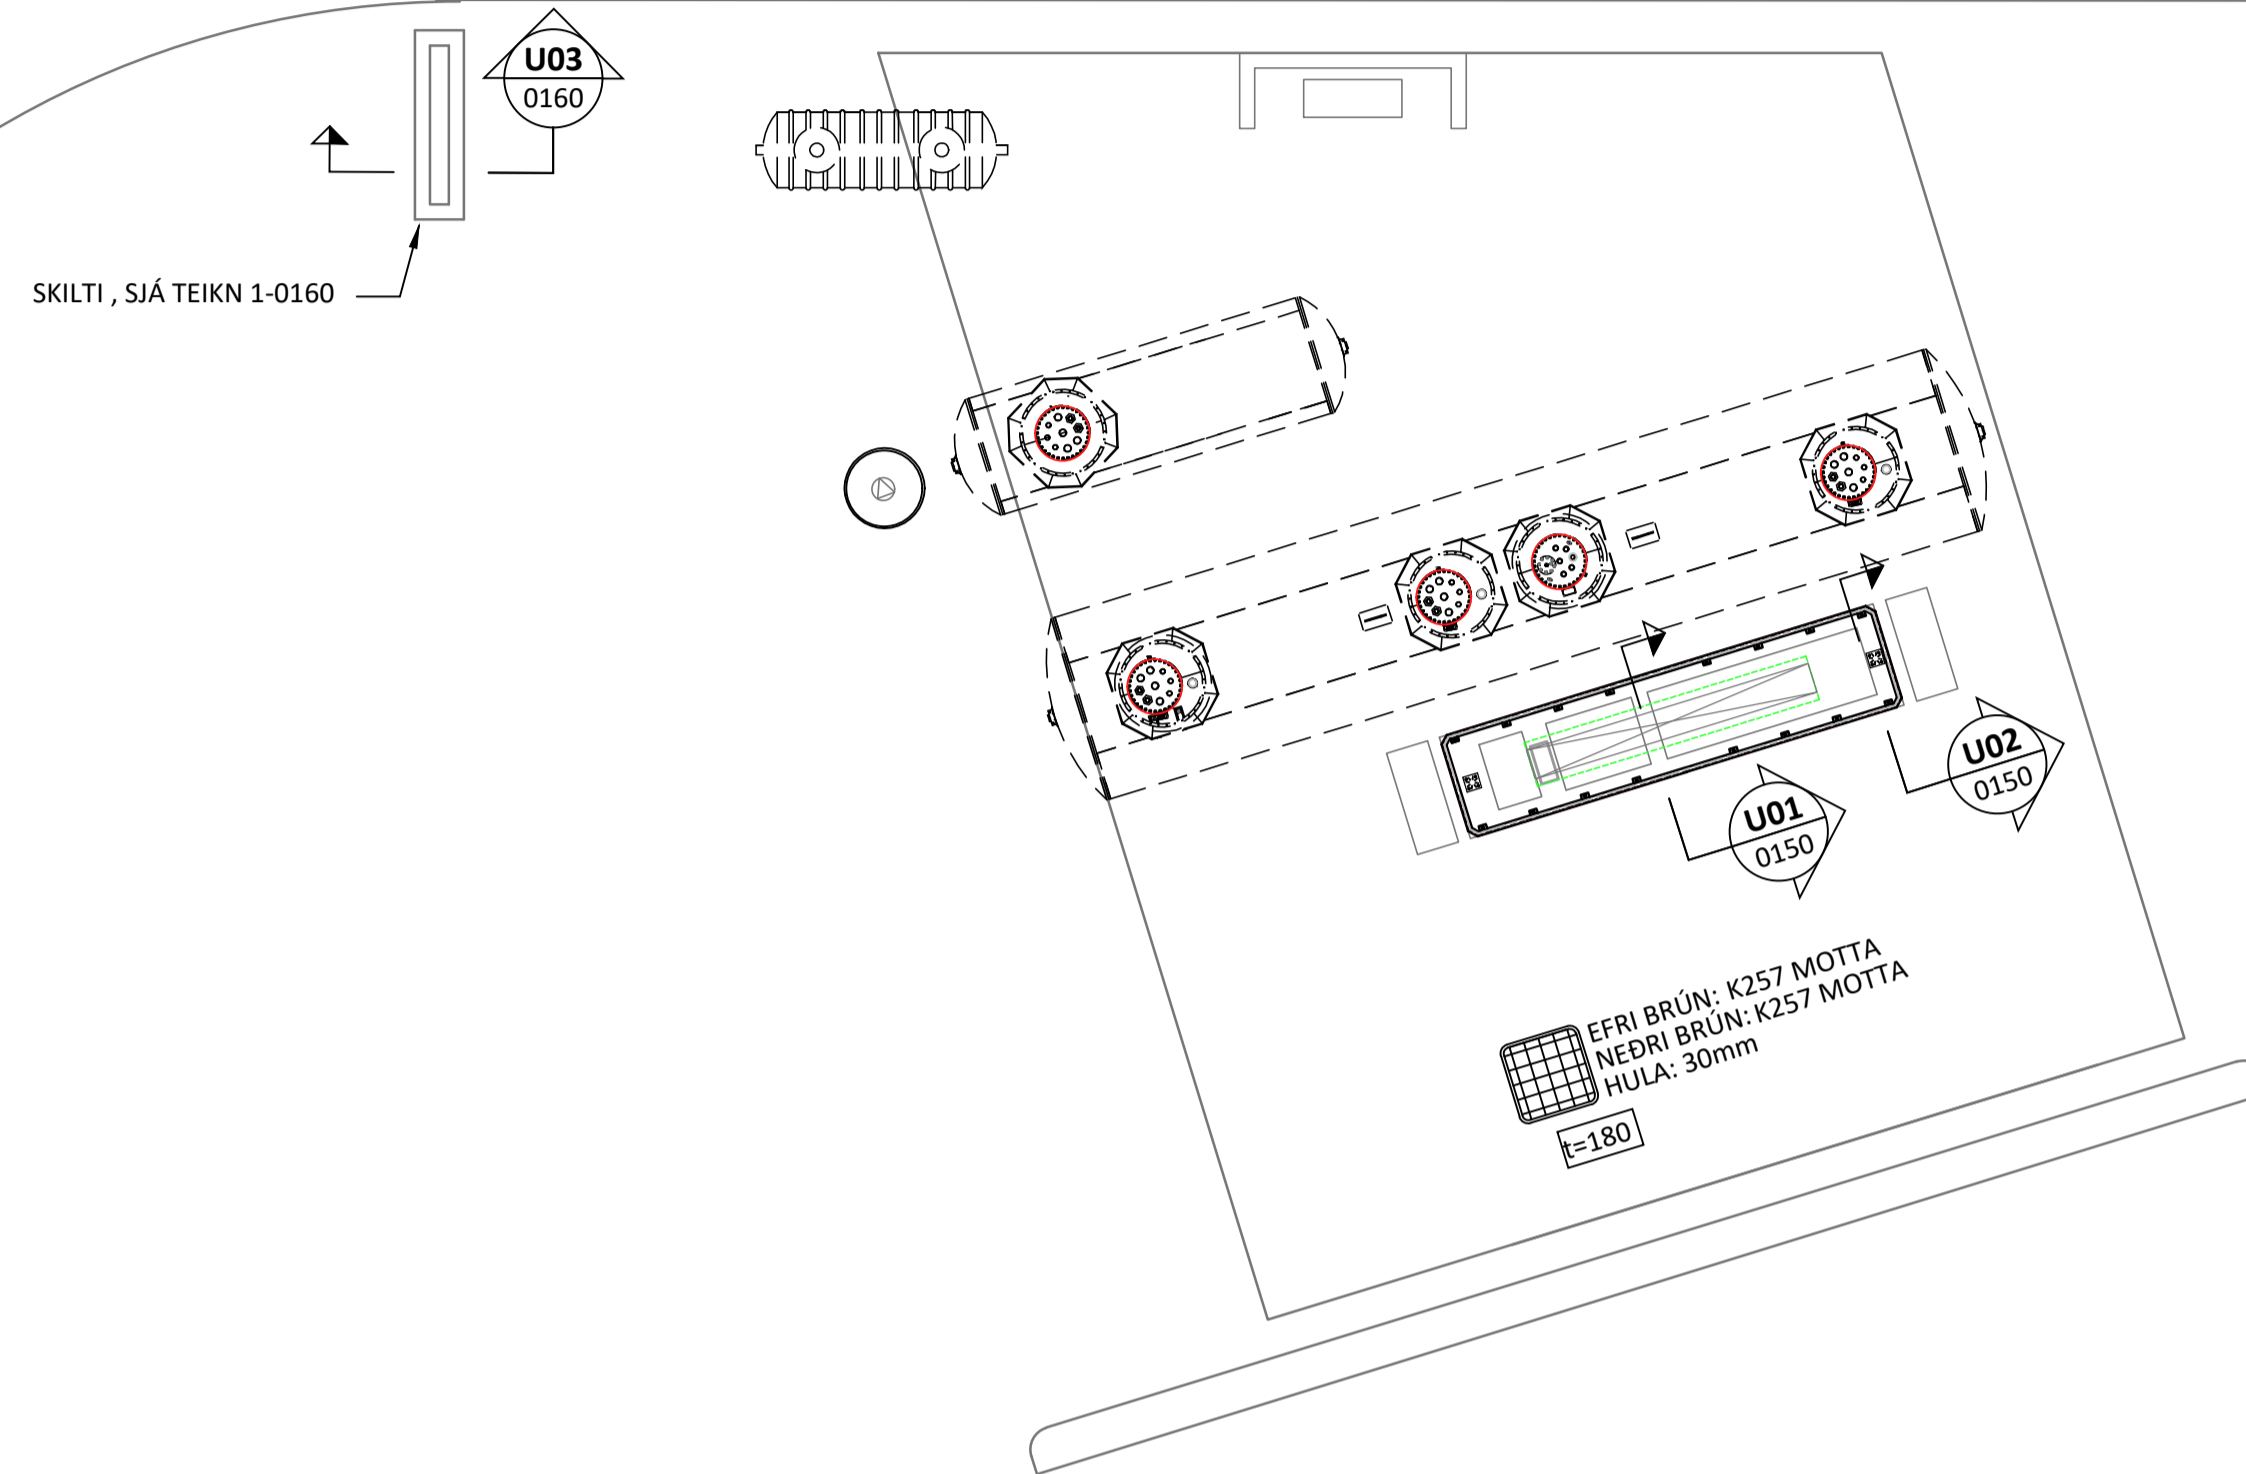 U03
0160
SKILTI , SJÁ TEIKN 1-0160
U02
0150
U01
0150
EFRI BRÚN: K257 MOTTA
NEÐRI BRÚN: K257 MOTTA
HULA: 30mm
t=180